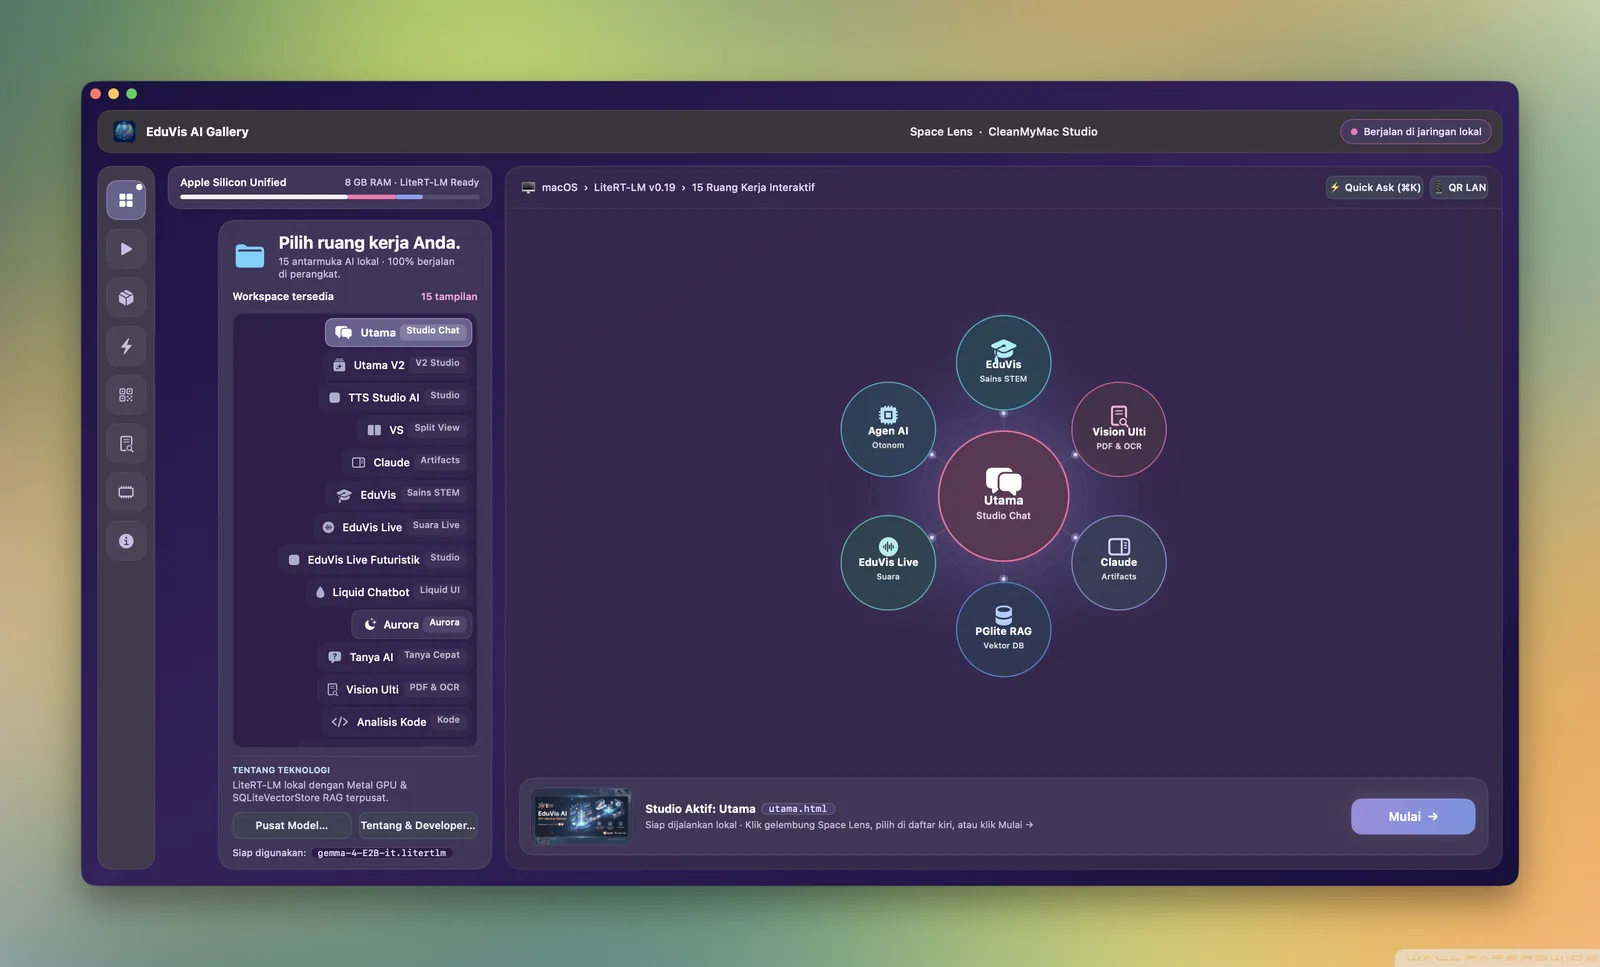 EduVis AI Gallery
Space Lens · CleanMyMac Studio
Berjalan di jaringan lokal
Apple Silicon Unified
8 GB RAM · LiteRT-LM Ready
Pilih ruang kerja Anda.
15 antarmuka AI lokal · 100% berjalan
di perangkat.
Workspace tersedia
15 tampilan
Utama Studio Chat
Utama V2 V2 Studio
TTS Studio AI Studio
VS Split View
Claude Artifacts
EduVis Sains STEM
EduVis Live Suara Live
EduVis Live Futuristik Studio
Liquid Chatbot Liquid UI
Aurora Aurora
Tanya AI Tanya Cepat
Vision Ulti PDF & OCR
Analisis Kode Kode
TENTANG TEKNOLOGI
LiteRT-LM lokal dengan Metal GPU &
SQLiteVectorStore RAG terpusat.
Pusat Model...
Tentang & Developer...
Siap digunakan: gemma-4-E2B-it.litertlm
macOS › LiteRT-LM v0.19 › 15 Ruang Kerja Interaktif
Quick Ask (⌘K)
QR LAN
EduVis
Sains STEM
Agen AI
Otonom
Vision Ulti
PDF & OCR
Utama
Studio Chat
EduVis Live
Suara
Claude
Artifacts
PGlite RAG
Vektor DB
EduVis AI
Studio Aktif: Utama utama.html
Siap dijalankan lokal · Klik gelembung Space Lens, pilih di daftar kiri, atau klik Mulai →
Mulai →